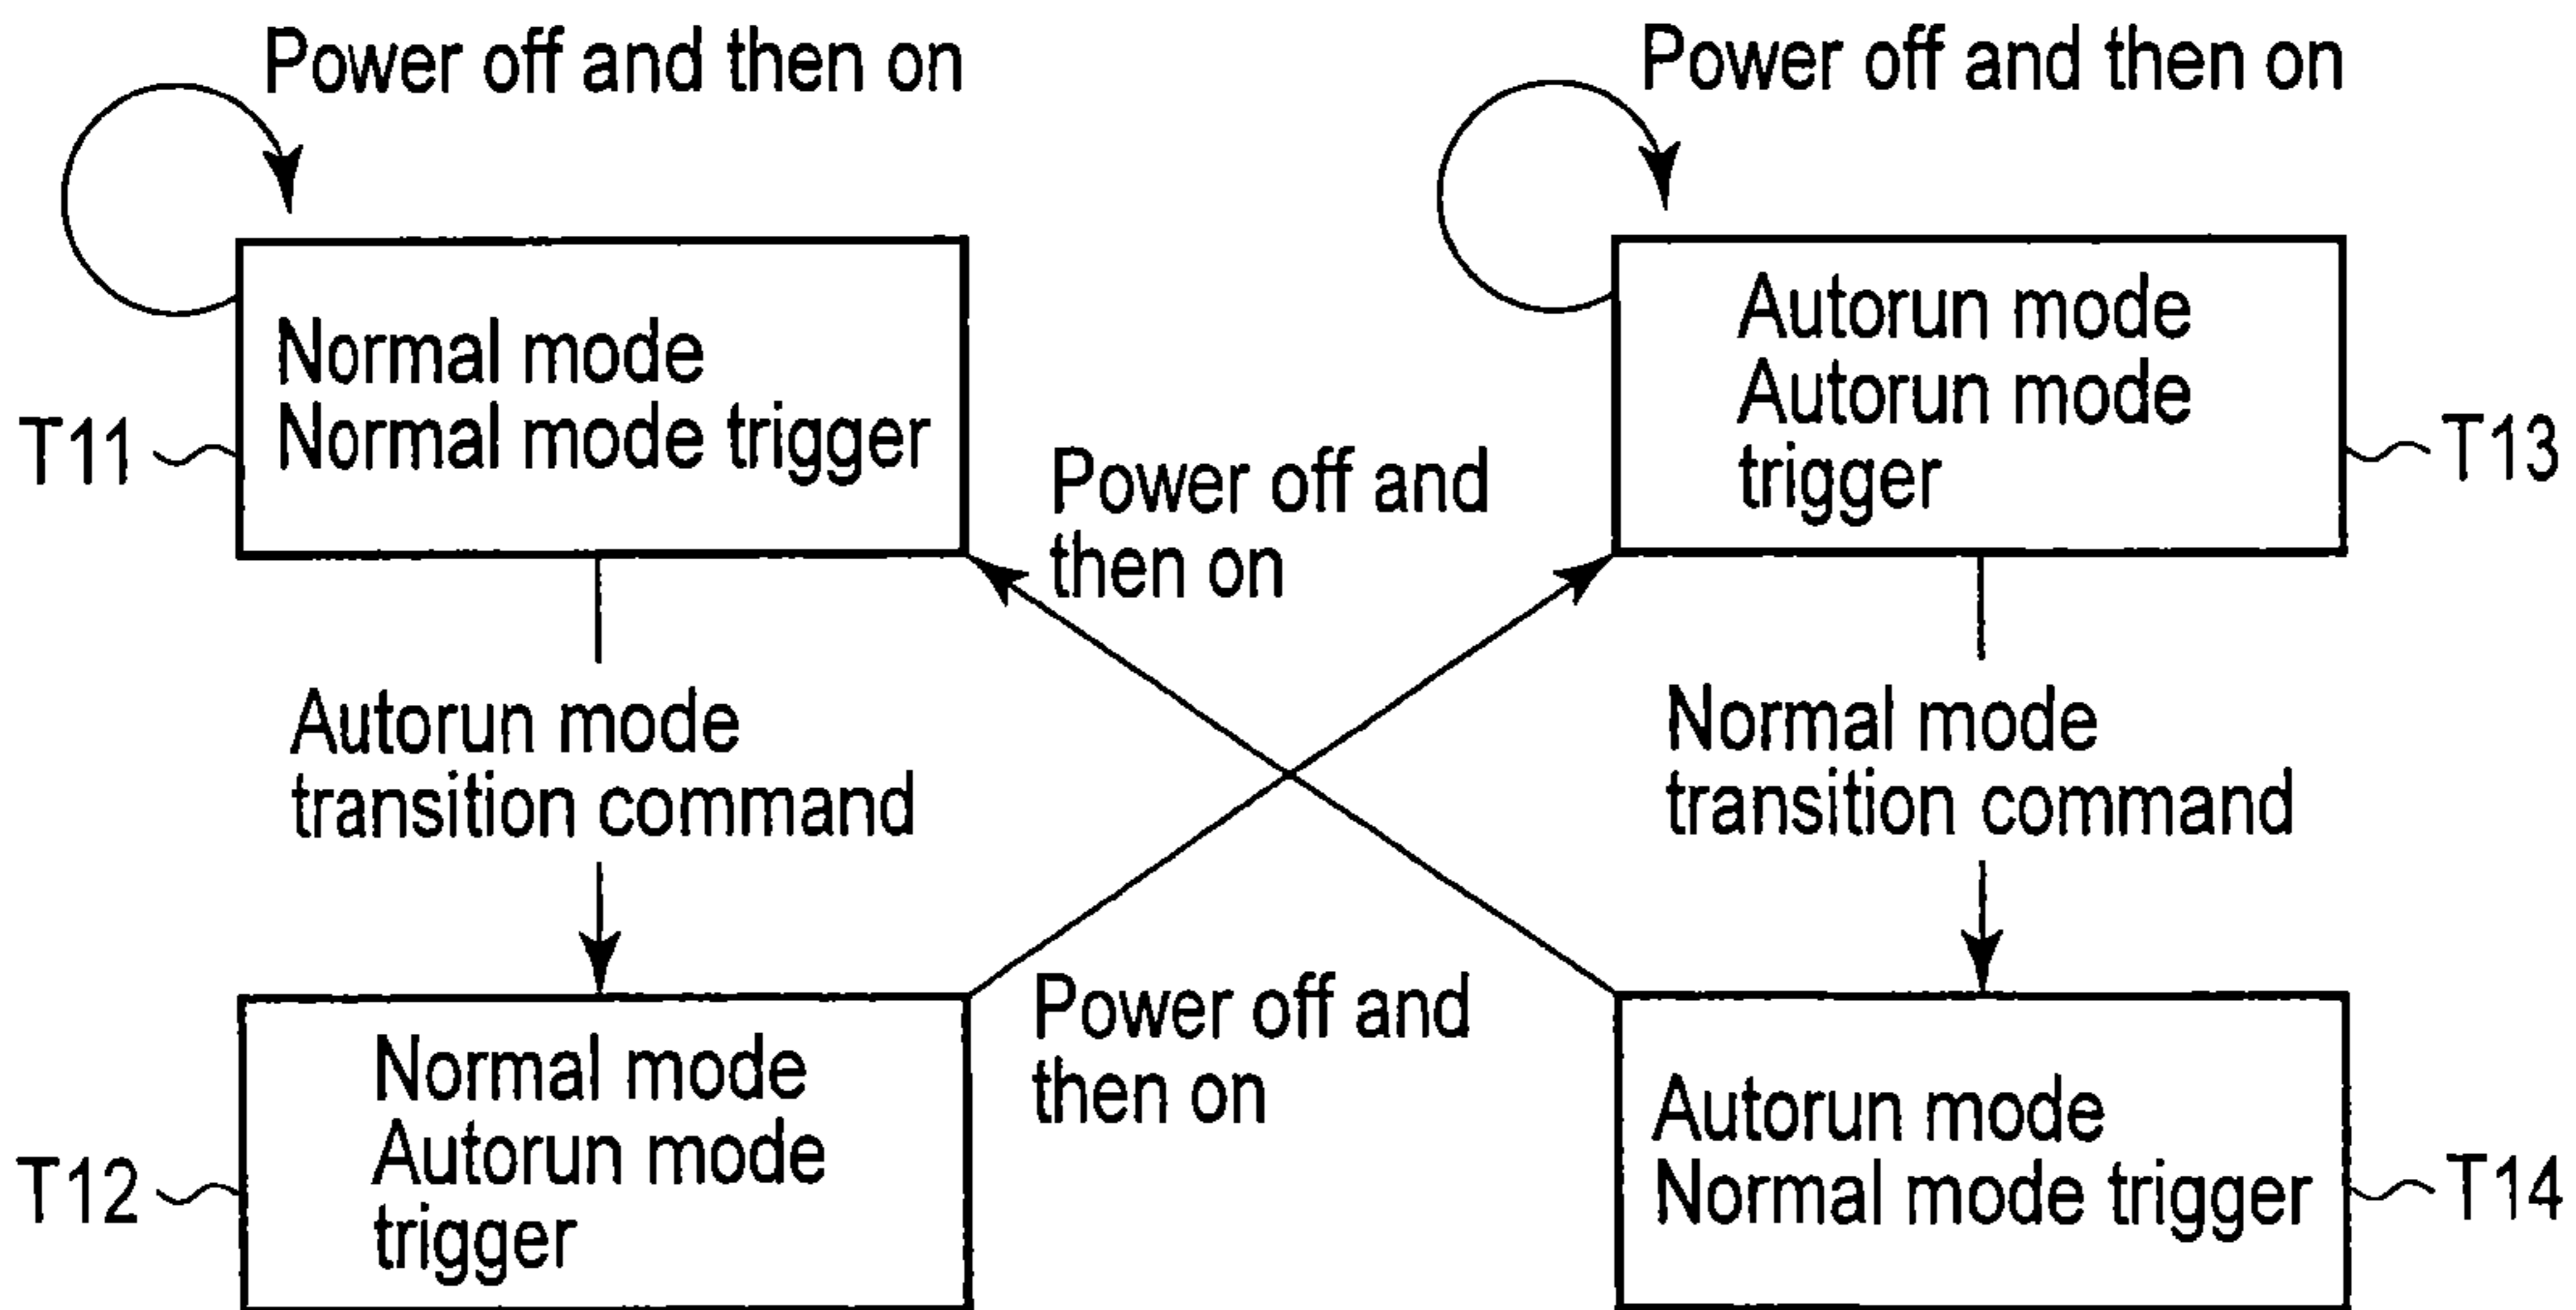 Power off and then on
Power off and then on
Normal mode
Normal mode trigger
T11
Autorun mode
Autorun mode
trigger
T13
Power off and
then on
Autorun mode
transition command
Normal mode
transition command
Power off and
then on
Normal mode
Autorun mode
trigger
T12
Autorun mode
Normal mode trigger
T14